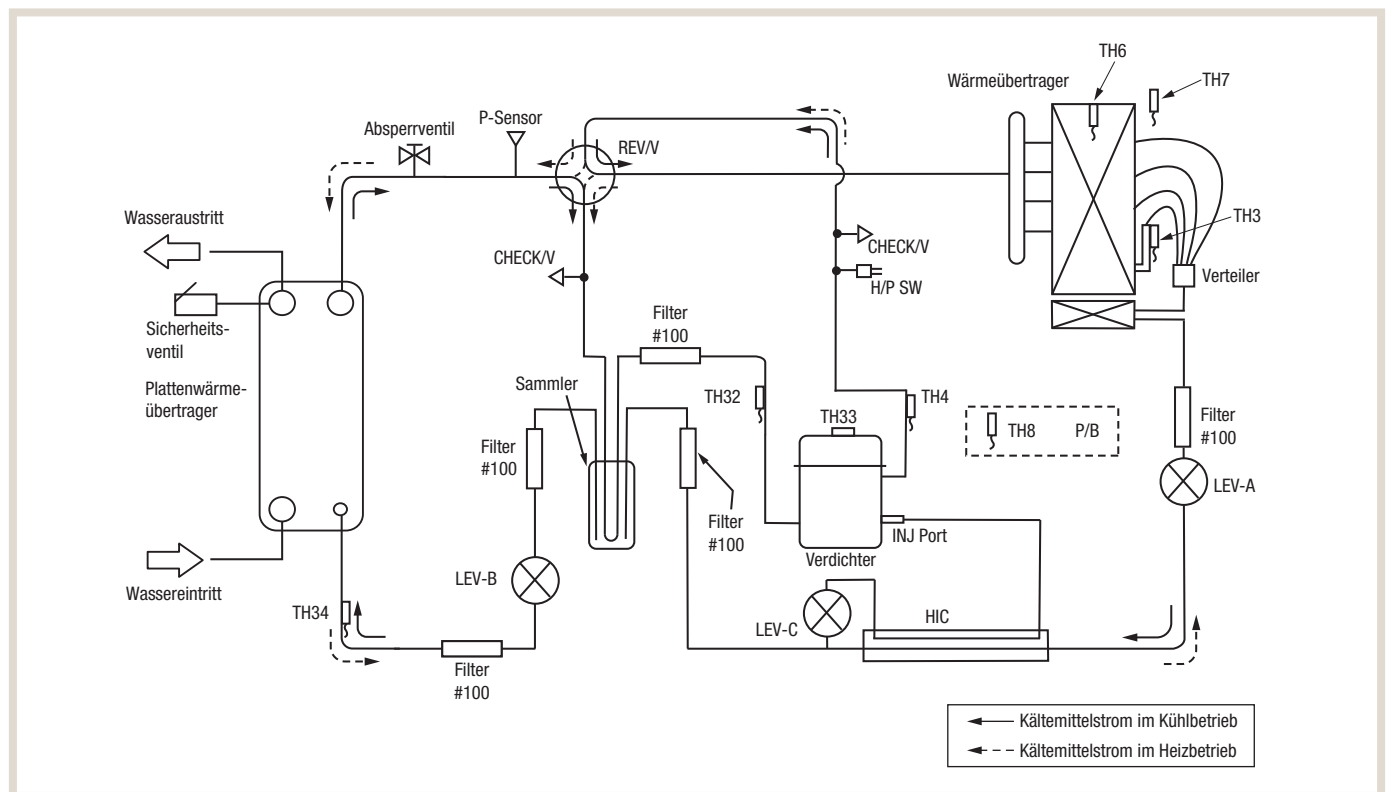 TH6
Wärmeübertrager
TH7
P-Sensor
Absperrventil
REV/V
Wasseraustritt
TH3
CHECK/V
CHECK/V
H/P SW
Verteiler
Sicherheits-
ventil
Filter
#100
Plattenwärme-
übertrager
Sammler
TH32
TH4
TH33
TH8
P/B
Filter
#100
Filter
#100
LEV-A
Filter
#100
INJ Port
Verdichter
LEV-B
Wassereintritt
TH34
LEV-C
HIC
Filter
#100
Kältemittelstrom im Kühlbetrieb
Kältemittelstrom im Heizbetrieb